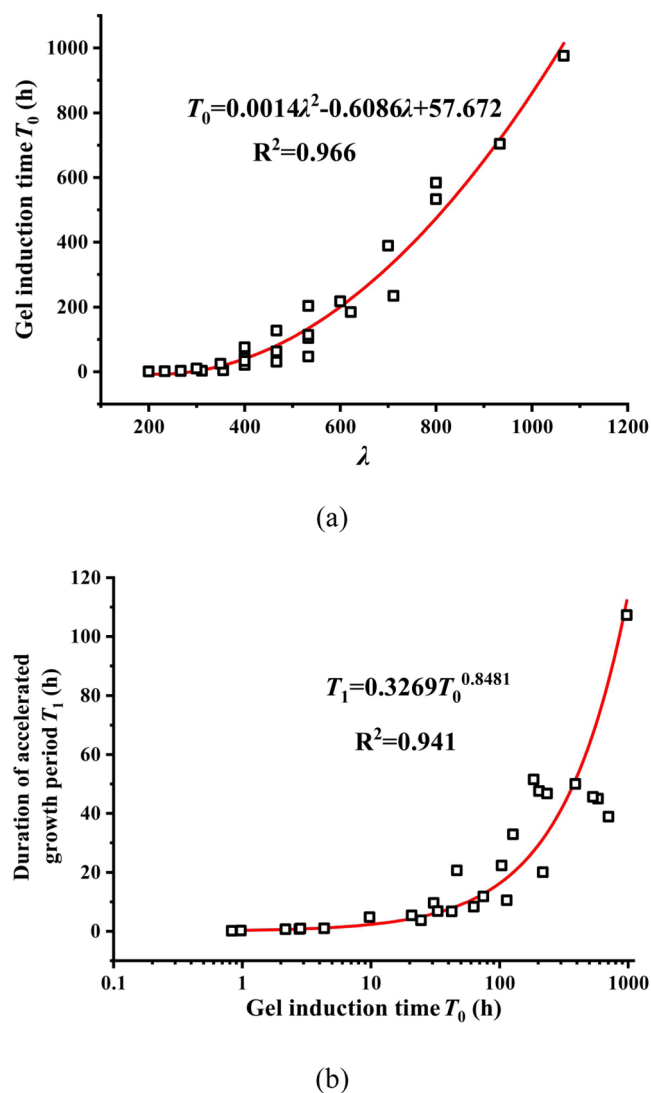 1000
800
600
400
200
0
Gel induction time T₀ (h)
T₀=0.0014λ²-0.6086λ+57.672
R²=0.966
200 400 600 800 1000 1200
λ
(a)
120
100
80
60
40
20
0
Duration of accelerated
growth period T₁ (h)
T₁=0.3269T₀^0.8481
R²=0.941
0.1 1 10 100 1000
Gel induction time T₀ (h)
(b)